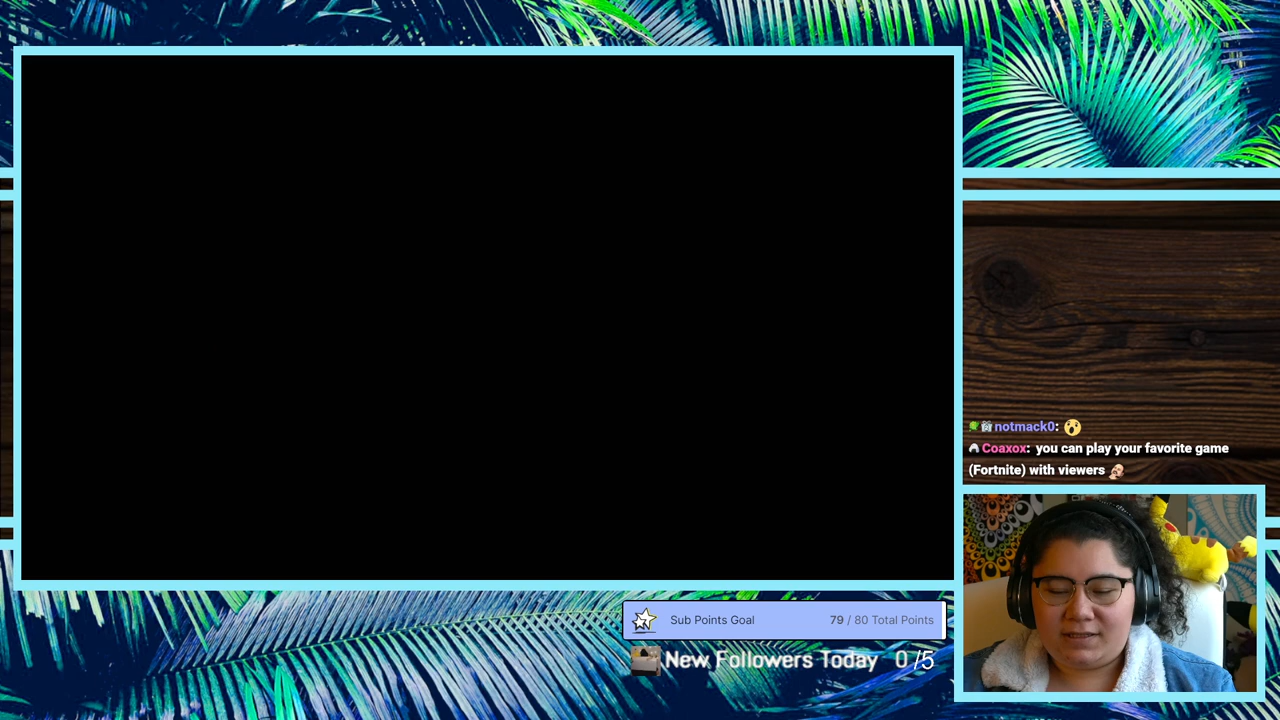 notmack0:
Coaxox: you can play your favorite game
(Fortnite) with viewers
Sub Points Goal 79 / 80 Total Points
New Followers Today 0 /5